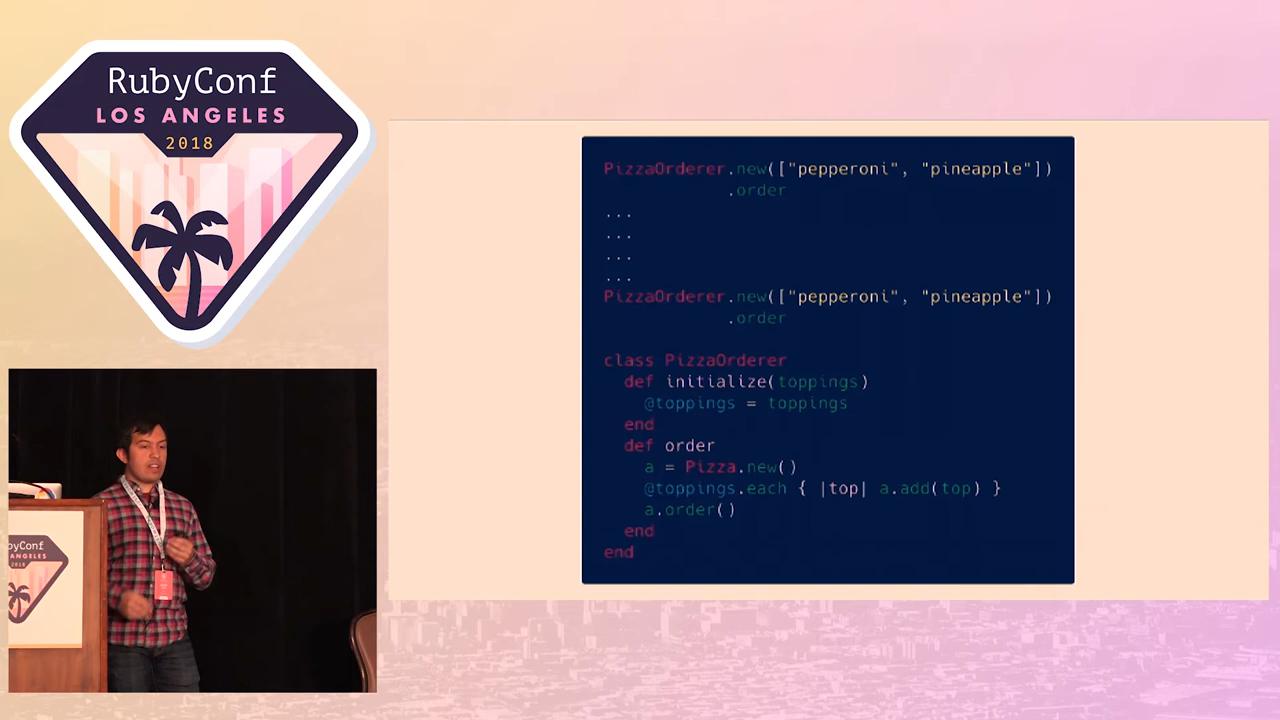 RubyConf
LOS ANGELES
2018
PizzaOrderer.new(["pepperoni", "pineapple"])
.order
...
...
...
...
PizzaOrderer.new(["pepperoni", "pineapple"])
.order
class PizzaOrderer
def initialize(toppings)
@toppings = toppings
end
def order
a = Pizza.new()
@toppings.each { |top| a.add(top) }
a.order()
end
end
byConf
ANGELES
2018